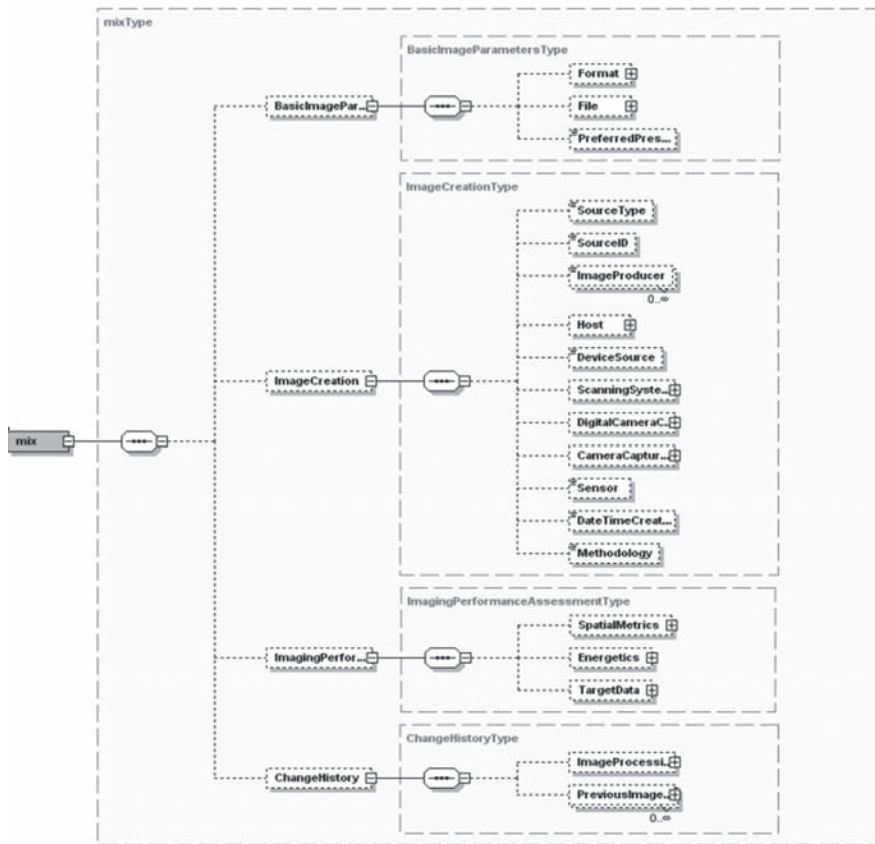 mixType
BasicImageParametersType
Format
File
PreferredPres...
BasicImagePar...
ImageCreationType
SourceType
SourceID
ImageProducer
0..∞
Host
DeviceSource
ScanningSyste...
DigitalCameraC...
CameraCaptur...
Sensor
DateTimeCreat...
Methodology
ImageCreation
mix
ImagingPerformanceAssessmentType
SpatialMetrics
Energetics
TargetData
ImagingPerfor...
ChangeHistoryType
ImageProcessi...
PreviousImage...
0..∞
ChangeHistory